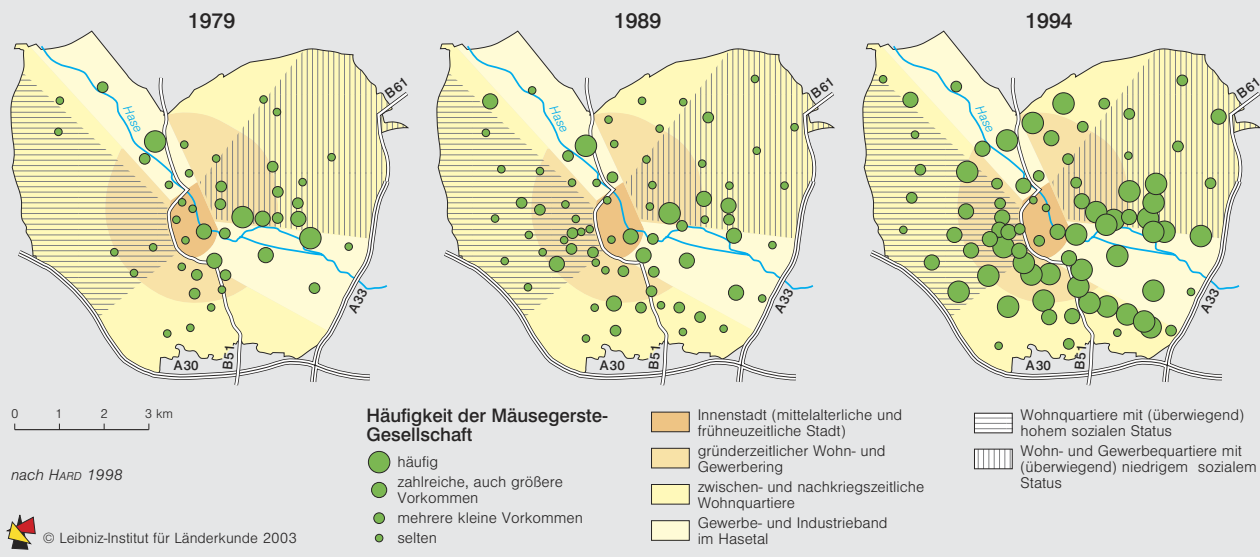 1979
1989
1994
Hase
B61
A33
A30
B51
Hase
B61
A33
A30
B51
Hase
B61
A33
A30
B51
0 1 2 3 km
nach HARD 1998
© Leibniz-Institut für Länderkunde 2003
Häufigkeit der Mäusegerste-
Gesellschaft
häufig
zahlreiche, auch größere
Vorkommen
mehrere kleine Vorkommen
selten
Innenstadt (mittelalterliche und
frühneuzeitliche Stadt)
gründerzeitlicher Wohn- und
Gewerbering
zwischen- und nachkriegszeitliche
Wohnquartiere
Gewerbe- und Industrieband
im Hasetal
Wohnquartiere mit (überwiegend)
hohem sozialen Status
Wohn- und Gewerbequartiere mit
(überwiegend) niedrigem sozialem
Status